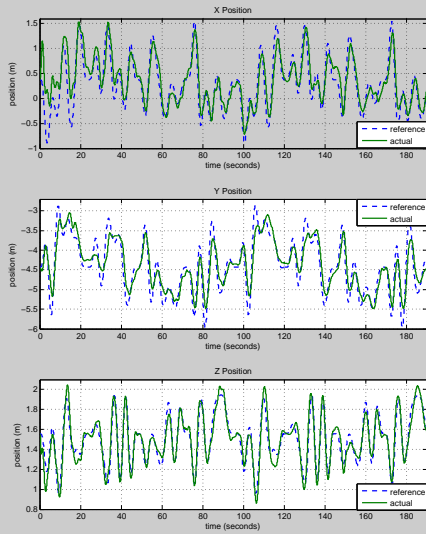 X Position
1.5
1
0.5
0
−0.5
−1
position (m)
0 20 40 60 80 100 120 140 160 180
time (seconds)
reference
actual
Y Position
−3
−3.5
−4
−4.5
−5
−5.5
−6
position (m)
0 20 40 60 80 100 120 140 160 180
time (seconds)
reference
actual
Z Position
2
1.8
1.6
1.4
1.2
1
0.8
position (m)
0 20 40 60 80 100 120 140 160 180
time (seconds)
reference
actual